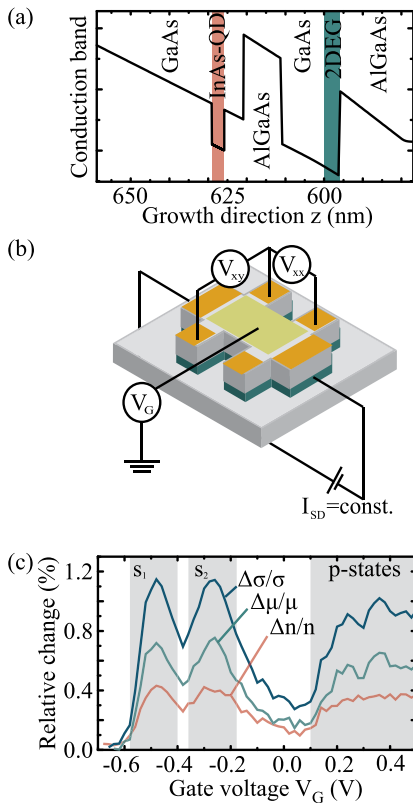 (a)
Conduction band
GaAs
InAs-QD
AlGaAs
GaAs
2DEG
AlGaAs
650
625
600
Growth direction z (nm)
(b)
V_xy
V_xx
V_G
I_SD=const.
(c)
Relative change (%)
1.2
0.8
0.4
0.0
s₁
s₂
p-states
Δσ/σ
Δμ/μ
Δn/n
-0.6 -0.4 -0.2 0.0 0.2 0.4
Gate voltage V_G (V)